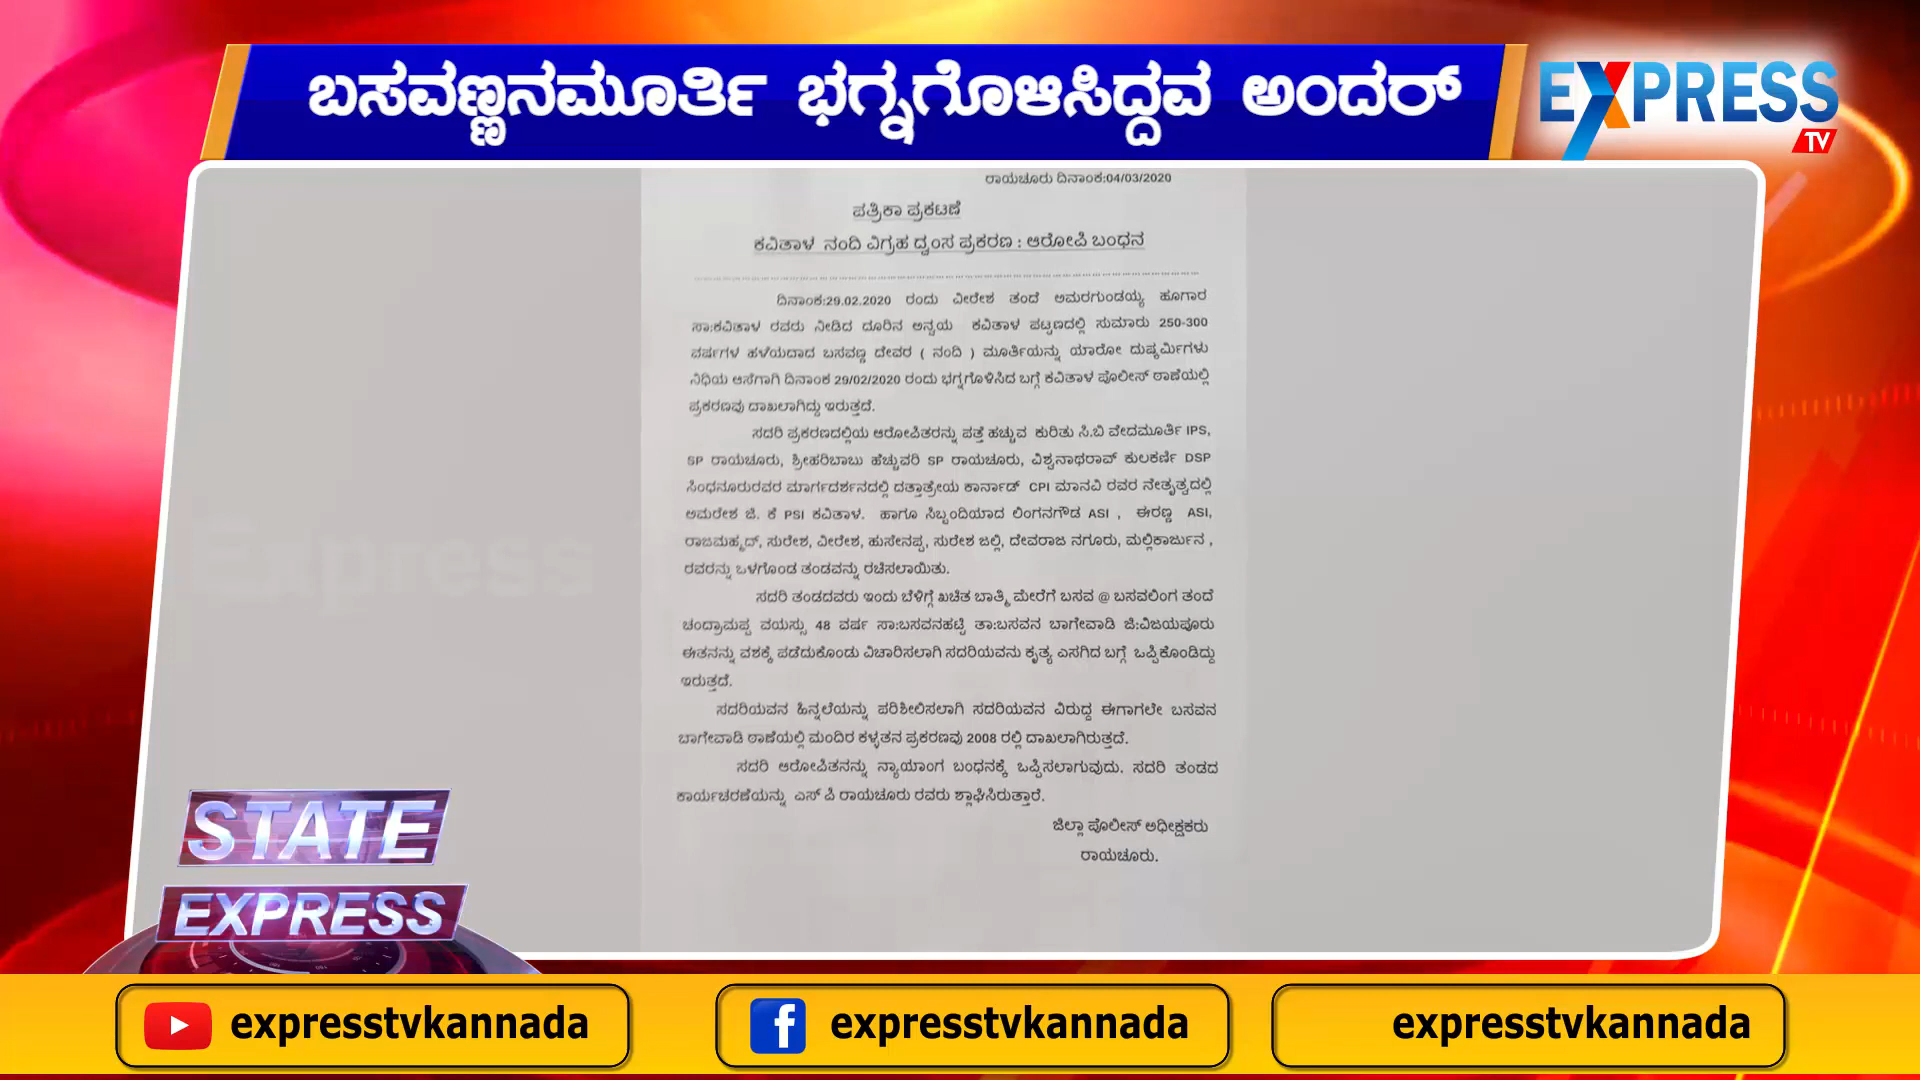 ಬಸವಣ್ಣನಮೂರ್ತಿ ಭಗ್ನಗೊಳಿಸಿದ್ದವ ಅಂದರ್
EXPRESS
TV
ರಾಯಚೂರು ದಿನಾಂಕ:04/03/2020
ಪತ್ರಿಕಾ ಪ್ರಕಟಣೆ
ಕವಿತಾಳ ನಂದಿ ವಿಗ್ರಹ ಧ್ವಂಸ ಪ್ರಕರಣ : ಆರೋಪಿ ಬಂಧನ
ದಿನಾಂಕ:29.02.2020 ರಂದು ವೀರೇಶ ತಂದೆ ಅಮರಗುಂಡಯ್ಯ ಹೂಗಾರ
ಸಾ:ಕವಿತಾಳ ರವರು ನೀಡಿದ ದೂರಿನ ಅನ್ವಯ ಕವಿತಾಳ ಪಟ್ಟಣದಲ್ಲಿ ಸುಮಾರು 250-300
ವರ್ಷಗಳ ಹಳೆಯದಾದ ಬಸವಣ್ಣ ದೇವರ ( ನಂದಿ ) ಮೂರ್ತಿಯನ್ನು ಯಾರೋ ದುಷ್ಕರ್ಮಿಗಳು
ನಿಧಿಯ ಆಸೆಗಾಗಿ ದಿನಾಂಕ 29/02/2020 ರಂದು ಭಗ್ನಗೊಳಿಸಿದ ಬಗ್ಗೆ ಕವಿತಾಳ ಪೊಲೀಸ್ ಠಾಣೆಯಲ್ಲಿ
ಪ್ರಕರಣವು ದಾಖಲಾಗಿದ್ದು ಇರುತ್ತದೆ.
ಸದರಿ ಪ್ರಕರಣದಲ್ಲಿಯ ಆರೋಪಿತರನ್ನು ಪತ್ತೆ ಹಚ್ಚುವ ಕುರಿತು ಸಿ.ಬಿ ವೇದಮೂರ್ತಿ IPS,
SP ರಾಯಚೂರು, ಶ್ರೀಹರಿಬಾಬು ಹೆಚ್ಚುವರಿ SP ರಾಯಚೂರು, ವಿಶ್ವನಾಥರಾವ್ ಕುಲಕರ್ಣಿ DSP
ಸಿಂಧನೂರುರವರ ಮಾರ್ಗದರ್ಶನದಲ್ಲಿ ದತ್ತಾತ್ರೇಯ ಕಾರ್ನಾಡ್ CPI ಮಾನವಿ ರವರ ನೇತೃತ್ವದಲ್ಲಿ
ಅಮರೇಶ ಜಿ. ಕೆ PSI ಕವಿತಾಳ. ಹಾಗೂ ಸಿಬ್ಬಂದಿಯಾದ ಲಿಂಗನಗೌಡ ASI , ಈರಣ್ಣ ASI,
ರಾಜಮಹ್ಮದ್, ಸುರೇಶ, ವೀರೇಶ, ಹುಸೇನಪ್ಪ, ಸುರೇಶ ಜಲ್ಲಿ, ದೇವರಾಜ ನಗೂರು, ಮಲ್ಲಿಕಾರ್ಜುನ ,
ರವರನ್ನು ಒಳಗೊಂಡ ತಂಡವನ್ನು ರಚಿಸಲಾಯಿತು.
ಸದರಿ ತಂಡದವರು ಇಂದು ಬೆಳಿಗ್ಗೆ ಖಚಿತ ಬಾತ್ಮಿ ಮೇರೆಗೆ ಬಸವ @ ಬಸವಲಿಂಗ ತಂದೆ
ಚಂದ್ರಾಮಪ್ಪ ವಯಸ್ಸು 48 ವರ್ಷ ಸಾ:ಬಸವನಹಟ್ಟಿ ತಾ:ಬಸವನ ಬಾಗೇವಾಡಿ ಜಿ:ವಿಜಯಪೂರು
ಈತನನ್ನು ವಶಕ್ಕೆ ಪಡೆದುಕೊಂಡು ವಿಚಾರಿಸಲಾಗಿ ಸದರಿಯವನು ಕೃತ್ಯ ಎಸಗಿದ ಬಗ್ಗೆ ಒಪ್ಪಿಕೊಂಡಿದ್ದು
ಇರುತ್ತದೆ.
ಸದರಿಯವನ ಹಿನ್ನಲೆಯನ್ನು ಪರಿಶೀಲಿಸಲಾಗಿ ಸದರಿಯವನ ವಿರುದ್ಧ ಈಗಾಗಲೇ ಬಸವನ
ಬಾಗೇವಾಡಿ ಠಾಣೆಯಲ್ಲಿ ಮಂದಿರ ಕಳ್ಳತನ ಪ್ರಕರಣವು 2008 ರಲ್ಲಿ ದಾಖಲಾಗಿರುತ್ತದೆ.
ಸದರಿ ಆರೋಪಿತನನ್ನು ನ್ಯಾಯಾಂಗ ಬಂಧನಕ್ಕೆ ಒಪ್ಪಿಸಲಾಗುವುದು. ಸದರಿ ತಂಡದ
ಕಾರ್ಯಚರಣೆಯನ್ನು ಎಸ್ ಪಿ ರಾಯಚೂರು ರವರು ಶ್ಲಾಘಿಸಿರುತ್ತಾರೆ.
ಜಿಲ್ಲಾ ಪೊಲೀಸ್ ಅಧೀಕ್ಷಕರು
ರಾಯಚೂರು.
Express
STATE
EXPRESS
expresstvkannada
expresstvkannada
expresstvkannada